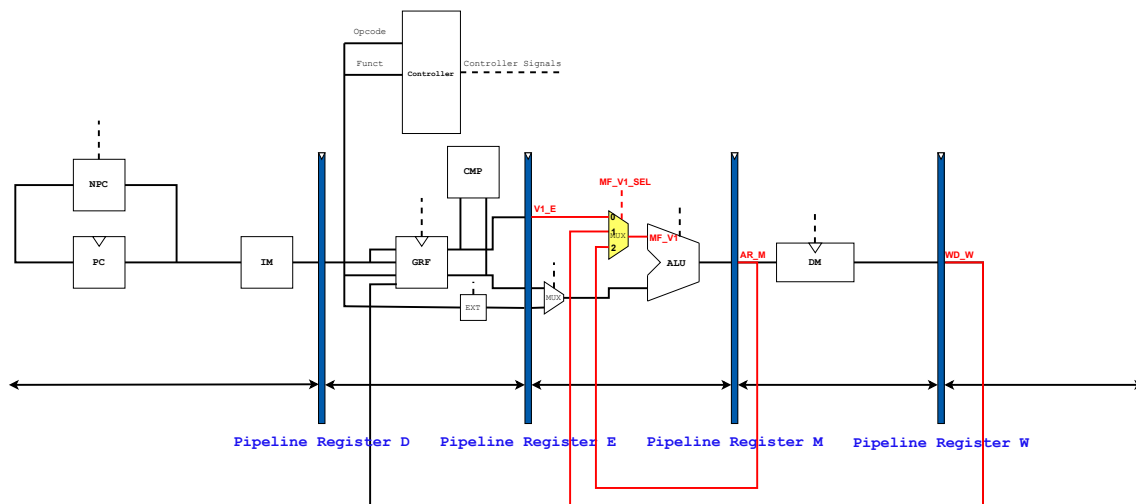 Opcode
Funct
Controller
Controller Signals
NPC
PC
IM
CMP
GRF
EXT
MUX
V1_E
MF_V1_SEL
0
1
MUX
2
MF_V1
ALU
AR_M
DM
WD_W
Pipeline Register D
Pipeline Register E
Pipeline Register M
Pipeline Register W